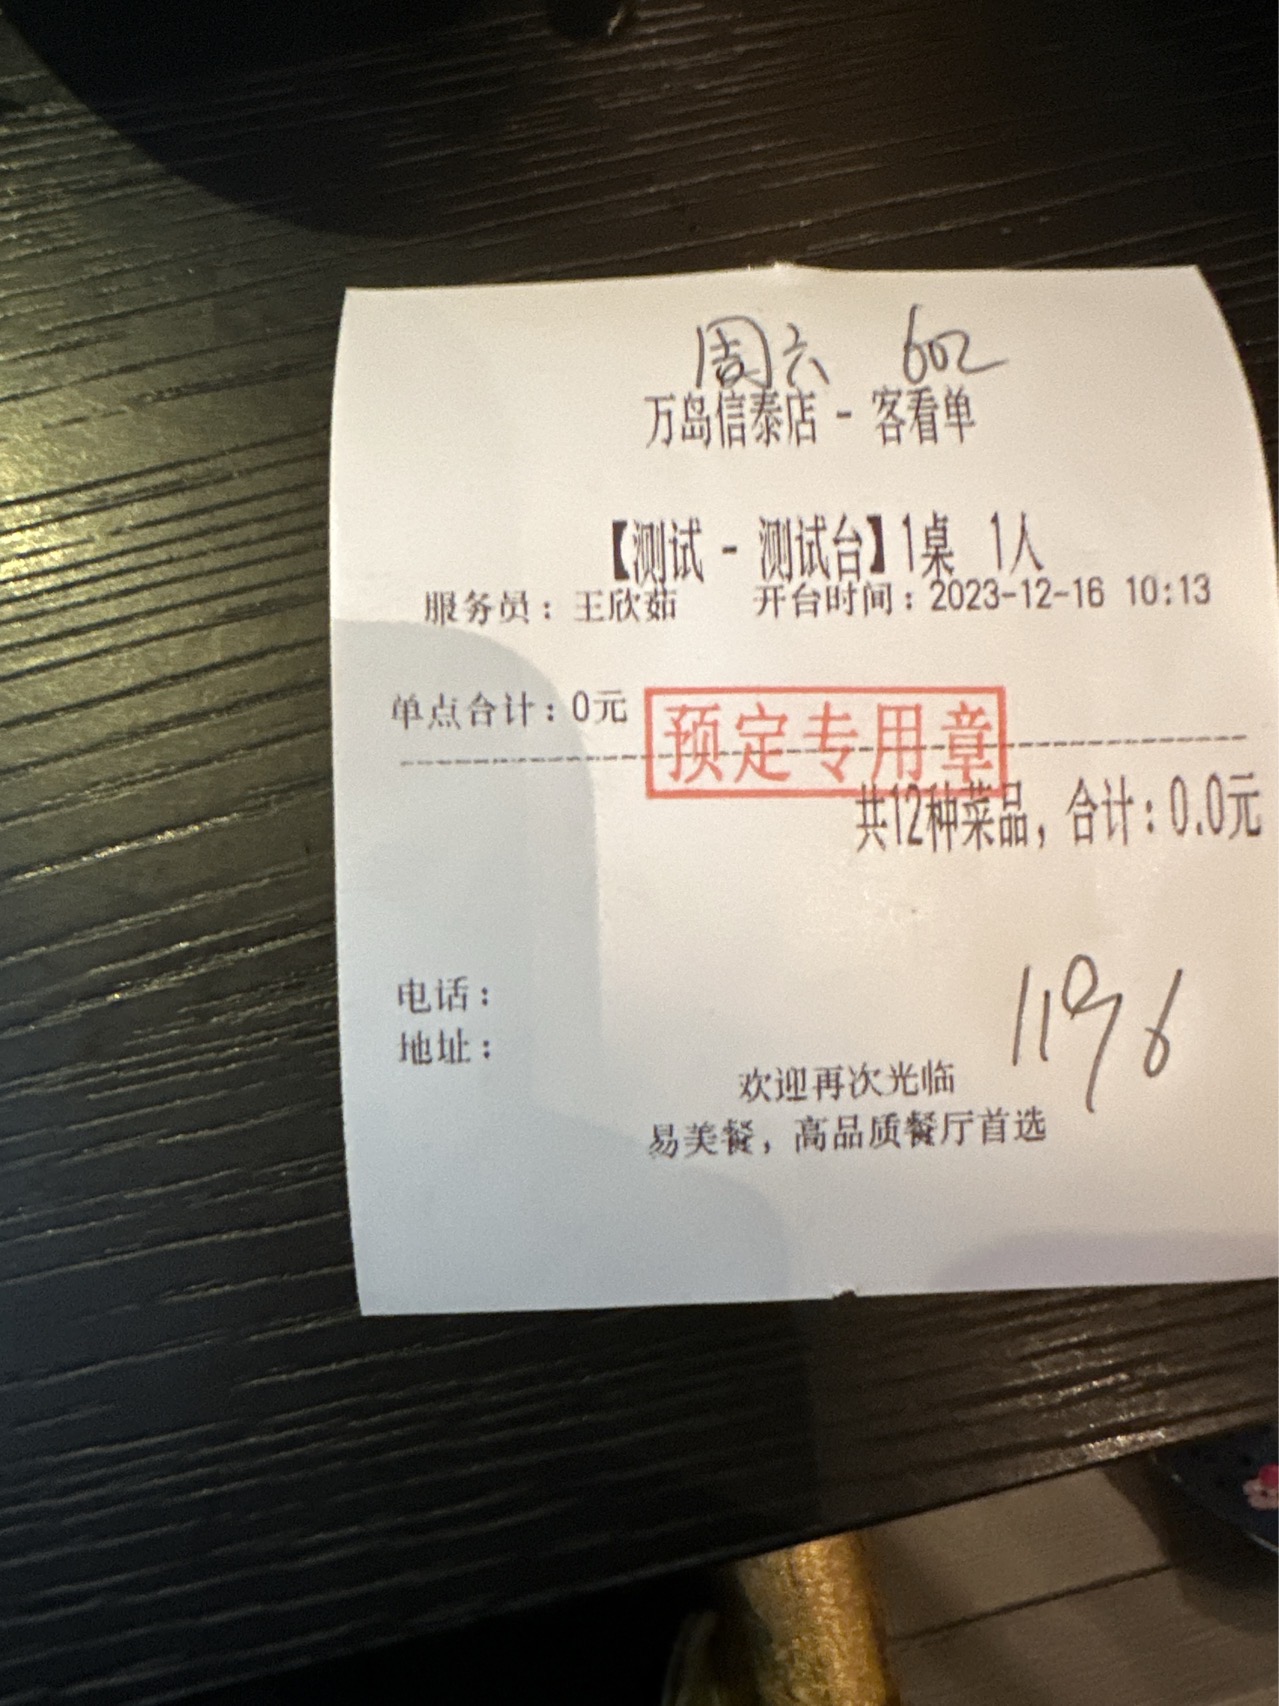 周六 602
万岛信泰店 - 客看单
【测试 - 测试台】1桌 1人
服务员：王欣茹 开台时间：2023-12-16 10:13
单点合计：0元
预定专用章
共12种菜品，合计：0.0元
电话：
地址：
1196
欢迎再次光临
易美餐，高品质餐厅首选